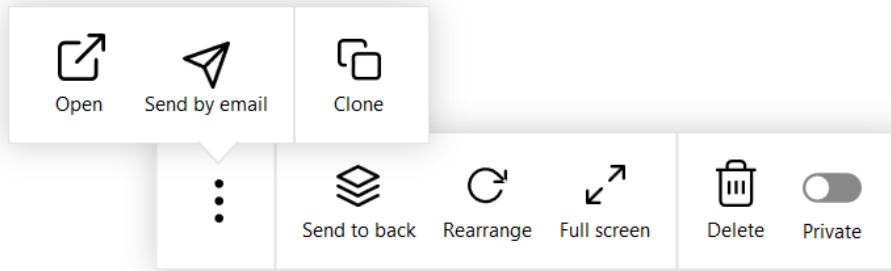 Open
Send by email
Clone
Send to back
Rearrange
Full screen
Delete
Private